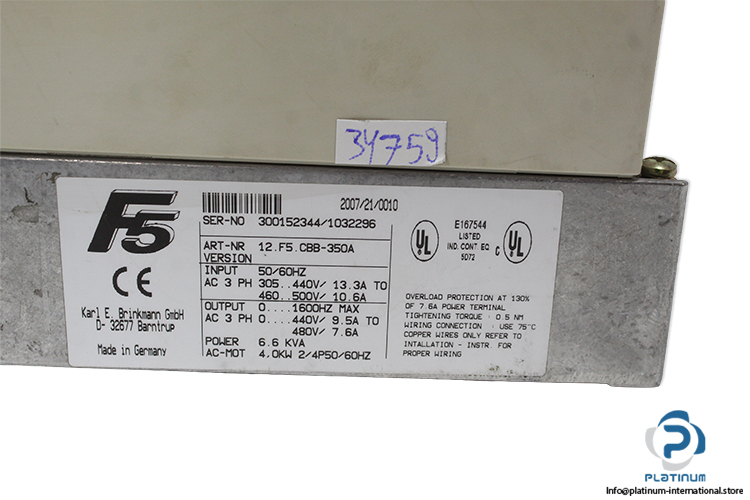 34759
F5
CE
Karl E. Brinkmann GmbH
D- 32677 Barntrup
Made in Germany
2007/21/0010
SER-NO 300152344/1032296
ART-NR 12.F5.CBB-350A
VERSION
INPUT 50/60HZ
AC 3 PH 305..440V/ 13.3A TO
460..500V/ 10.6A
OUTPUT 0....1600HZ MAX
AC 3 PH 0....440V/ 9.5A TO
480V/ 7.6A
POWER 6.6 KVA
AC-MOT 4,0KW 2/4P50/60HZ
UL
E167544
LISTED
IND. CONT EQ
5D72
C UL
OVERLOAD PROTECTION AT 130%
OF 7.6A POWER TERMINAL
TIGHTENING TORQUE : 0.5 NM
WIRING CONNECTION : USE 75°C
COPPER WIRES ONLY REFER TO
INTALLATION - INSTR FOR
PROPER WIRING
PLATINUM
Info@platinum-international.store